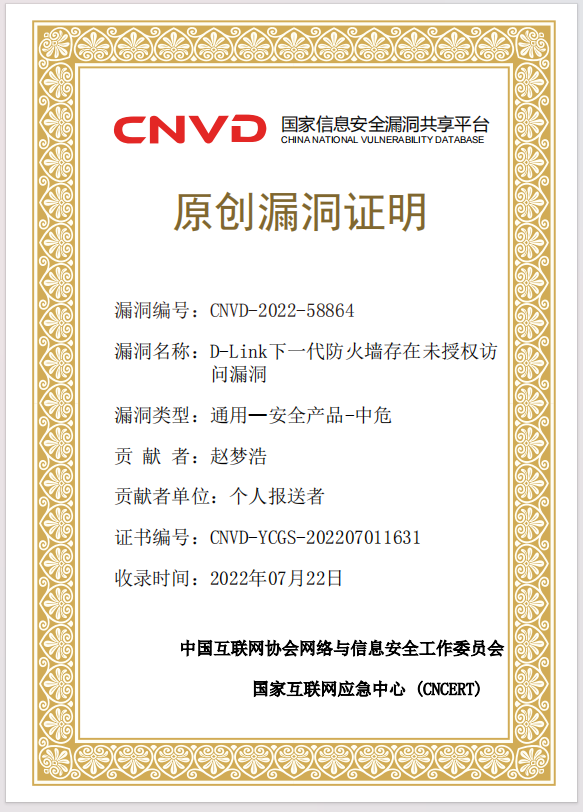 CNVD 国家信息安全漏洞共享平台
CHINA NATIONAL VULNERABILITY DATABASE
原创漏洞证明
漏洞编号：CNVD-2022-58864
漏洞名称：D-Link下一代防火墙存在未授权访
问漏洞
漏洞类型：通用—安全产品-中危
贡 献 者：赵梦浩
贡献者单位：个人报送者
证书编号：CNVD-YCGS-202207011631
收录时间：2022年07月22日
中国互联网协会网络与信息安全工作委员会
国家互联网应急中心 (CNCERT)